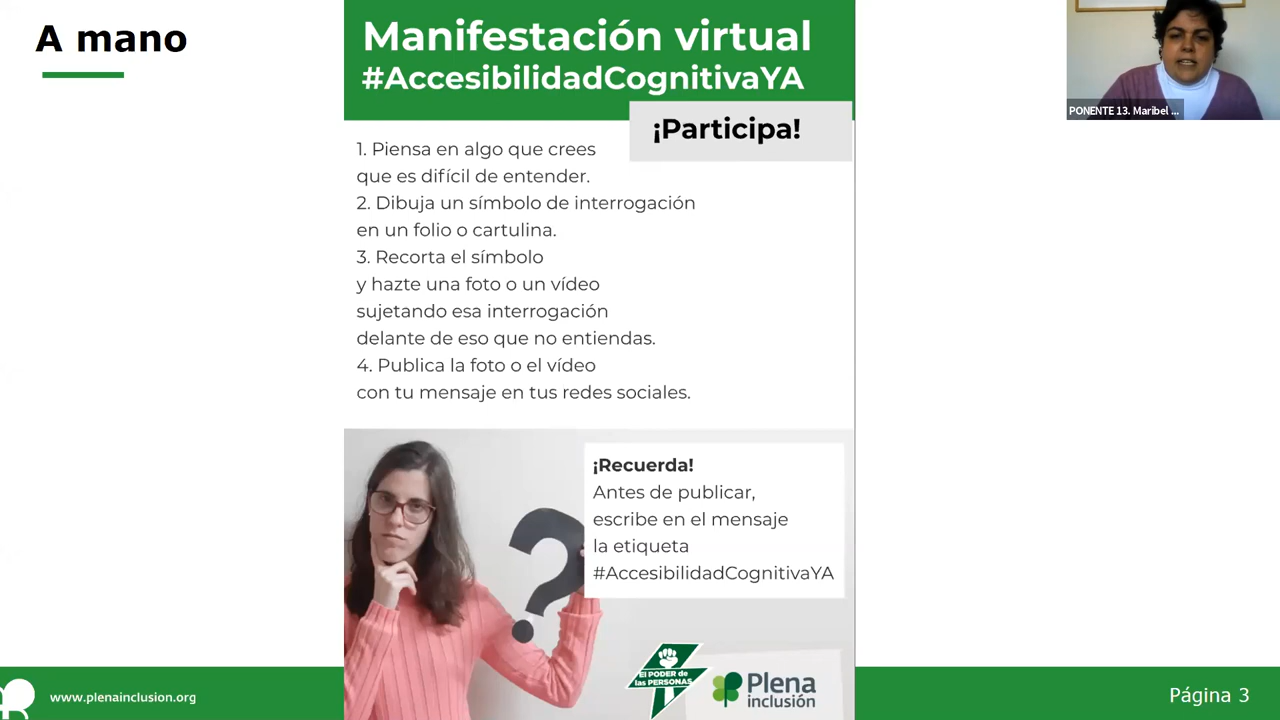 A mano
Manifestación virtual
#AccesibilidadCognitivaYA
¡Participa!
1. Piensa en algo que crees
que es difícil de entender.
2. Dibuja un símbolo de interrogación
en un folio o cartulina.
3. Recorta el símbolo
y hazte una foto o un vídeo
sujetando esa interrogación
delante de eso que no entiendas.
4. Publica la foto o el vídeo
con tu mensaje en tus redes sociales.
¡Recuerda!
Antes de publicar,
escribe en el mensaje
la etiqueta
#AccesibilidadCognitivaYA
?
El PODER de
las PERSONAS
Plena
inclusión
PONENTE 13. Maribel ...
www.plenainclusion.org
Página 3